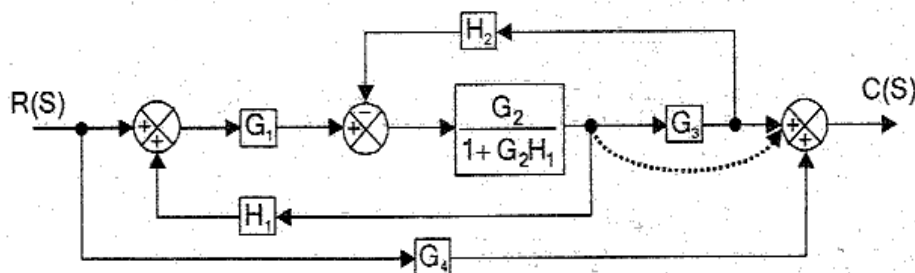 H₂
R(S)
C(S)
+
+
G₁
−
+
G₂
1 + G₂H₁
G₃
+
+
H₁
G₄